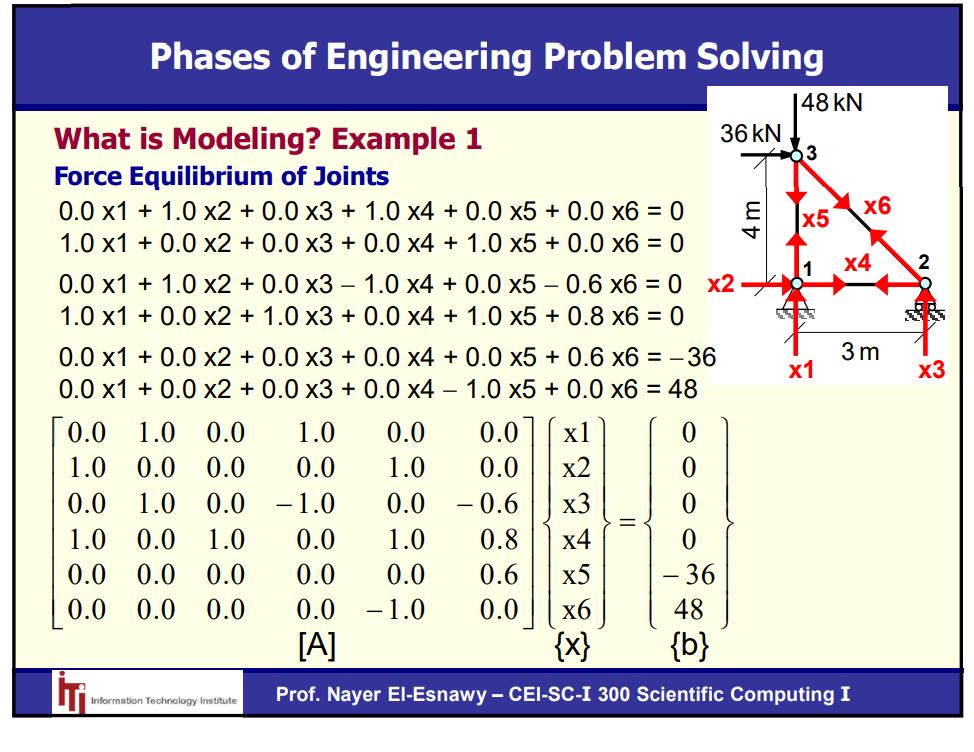 Phases of Engineering Problem Solving
What is Modeling? Example 1
Force Equilibrium of Joints
0.0 x1 + 1.0 x2 + 0.0 x3 + 1.0 x4 + 0.0 x5 + 0.0 x6 = 0
1.0 x1 + 0.0 x2 + 0.0 x3 + 0.0 x4 + 1.0 x5 + 0.0 x6 = 0
0.0 x1 + 1.0 x2 + 0.0 x3 – 1.0 x4 + 0.0 x5 – 0.6 x6 = 0
1.0 x1 + 0.0 x2 + 1.0 x3 + 0.0 x4 + 1.0 x5 + 0.8 x6 = 0
0.0 x1 + 0.0 x2 + 0.0 x3 + 0.0 x4 + 0.0 x5 + 0.6 x6 = –36
0.0 x1 + 0.0 x2 + 0.0 x3 + 0.0 x4 – 1.0 x5 + 0.0 x6 = 48
48 kN
36 kN
3
4 m
x5
x6
1
x4
2
x2
3 m
x1
x3
0.0 1.0 0.0 1.0 0.0 0.0 x1 0
1.0 0.0 0.0 0.0 1.0 0.0 x2 0
0.0 1.0 0.0 –1.0 0.0 –0.6 x3 = 0
1.0 0.0 1.0 0.0 1.0 0.8 x4 0
0.0 0.0 0.0 0.0 0.0 0.6 x5 –36
0.0 0.0 0.0 0.0 –1.0 0.0 x6 48
[A] {x} {b}
iTi Information Technology Institute
Prof. Nayer El-Esnawy – CEI-SC-I 300 Scientific Computing I